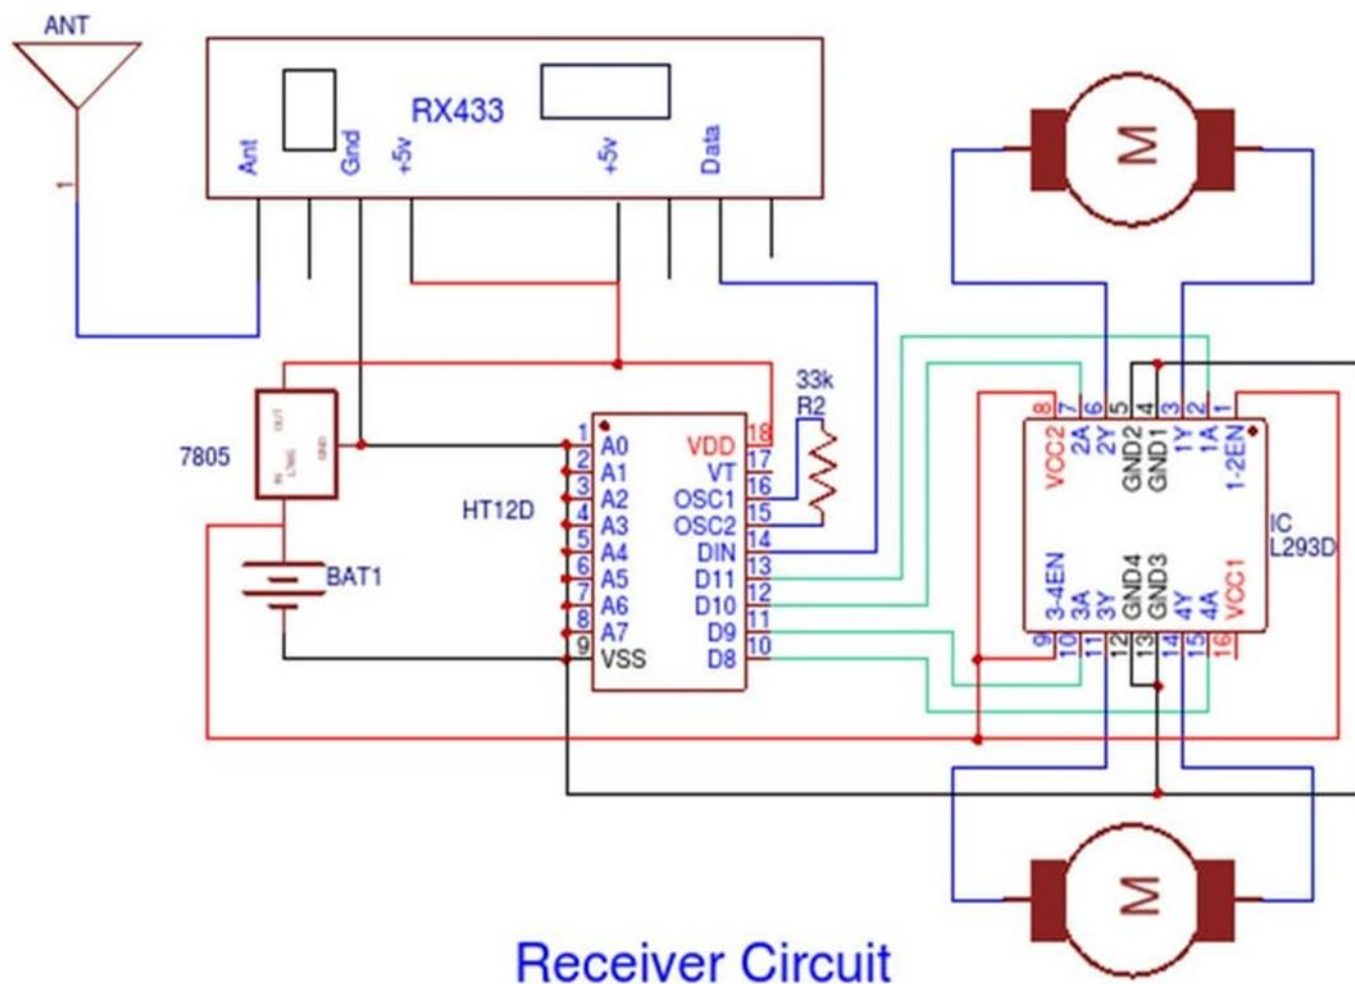 ANT
1
RX433
Ant
Gnd
+5v
+5v
Data
M
7805
OUT
GND
IN
BAT1
HT12D
33k
R2
1 A0
2 A1
3 A2
4 A3
5 A4
6 A5
7 A6
8 A7
9 VSS
VDD 18
VT 17
OSC1 16
OSC2 15
DIN 14
D11 13
D10 12
D9 11
D8 10
8 7 6 5 4 3 2 1
VCC2 2A 2Y GND2 GND1 1Y 1A 1-2EN
IC
L293D
3-4EN 3A 3Y GND4 GND3 4Y 4A VCC1
9 10 11 12 13 14 15 16
M
Receiver Circuit